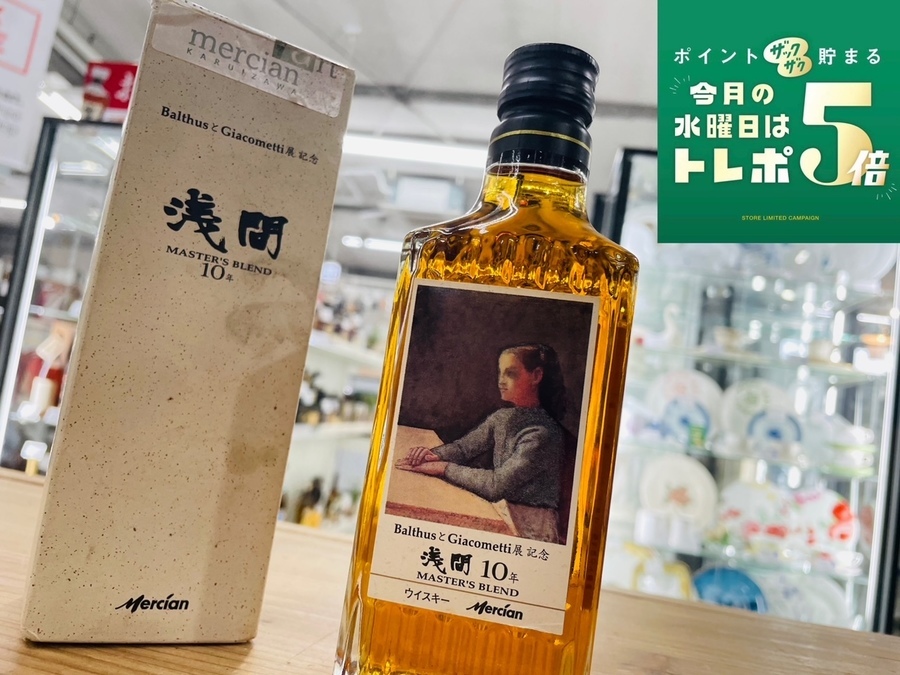 mercian
KARUIZAWA
BalthusとGiacometti展記念
浅間
MASTER'S BLEND
10年
Mercian
BalthusとGiacometti展記念
浅間 10年
MASTER'S BLEND
ウイスキー Mercian
ポイントザックザク貯まる
今月の
水曜日は
トレポ5倍
STORE LIMITED CAMPAIGN